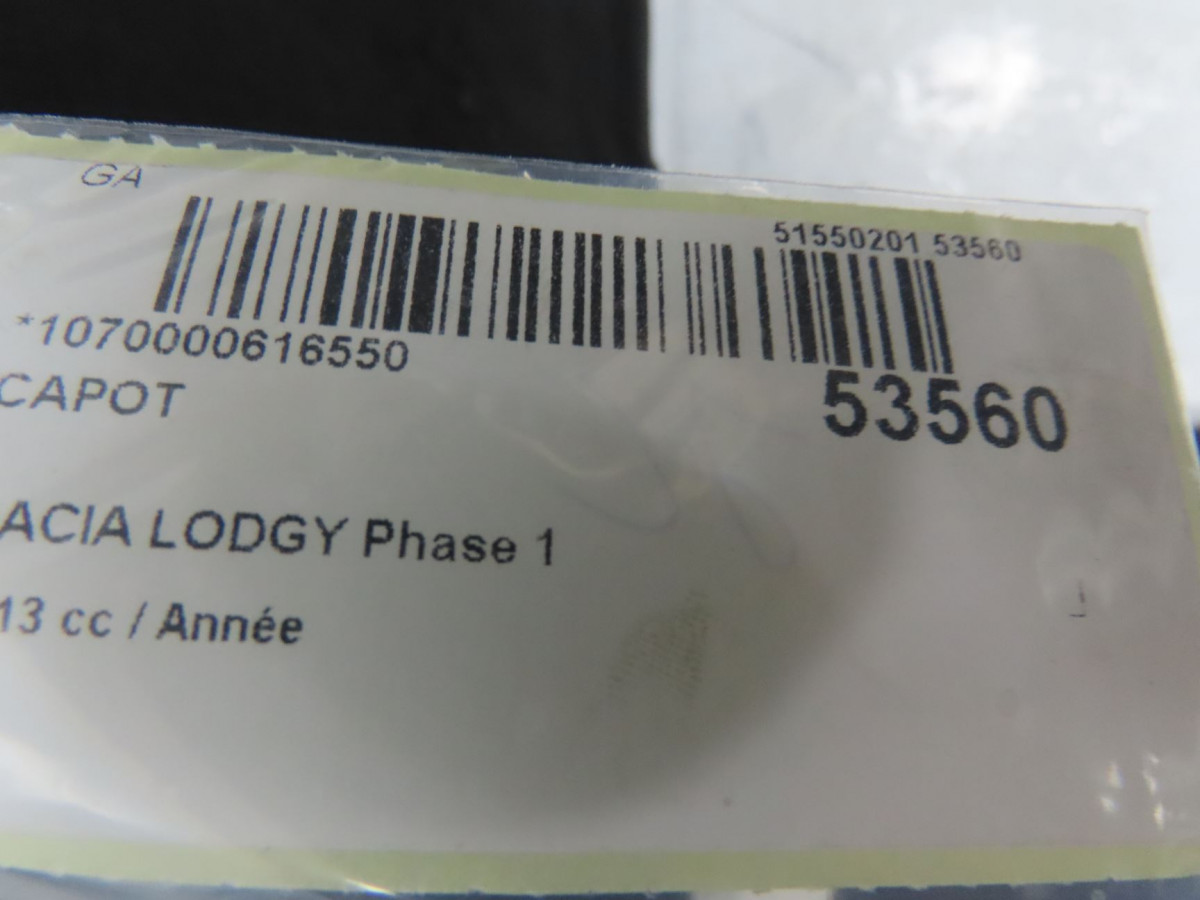 GA
51550201 53560
*1070000616550
53560
CAPOT
ACIA LODGY Phase 1
13 cc / Année